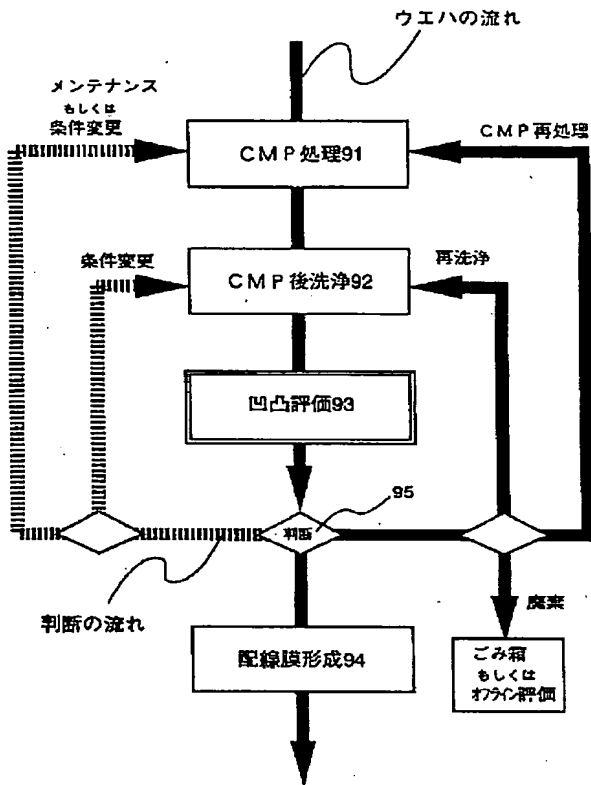 ウエハの流れ
メンテナンス
もしくは
条件変更
CMP再処理
CMP処理91
条件変更
再洗浄
CMP後洗浄92
凹凸評価93
95
判断
判断の流れ
廃棄
配線膜形成94
ごみ箱
もしくは
オフライン評価